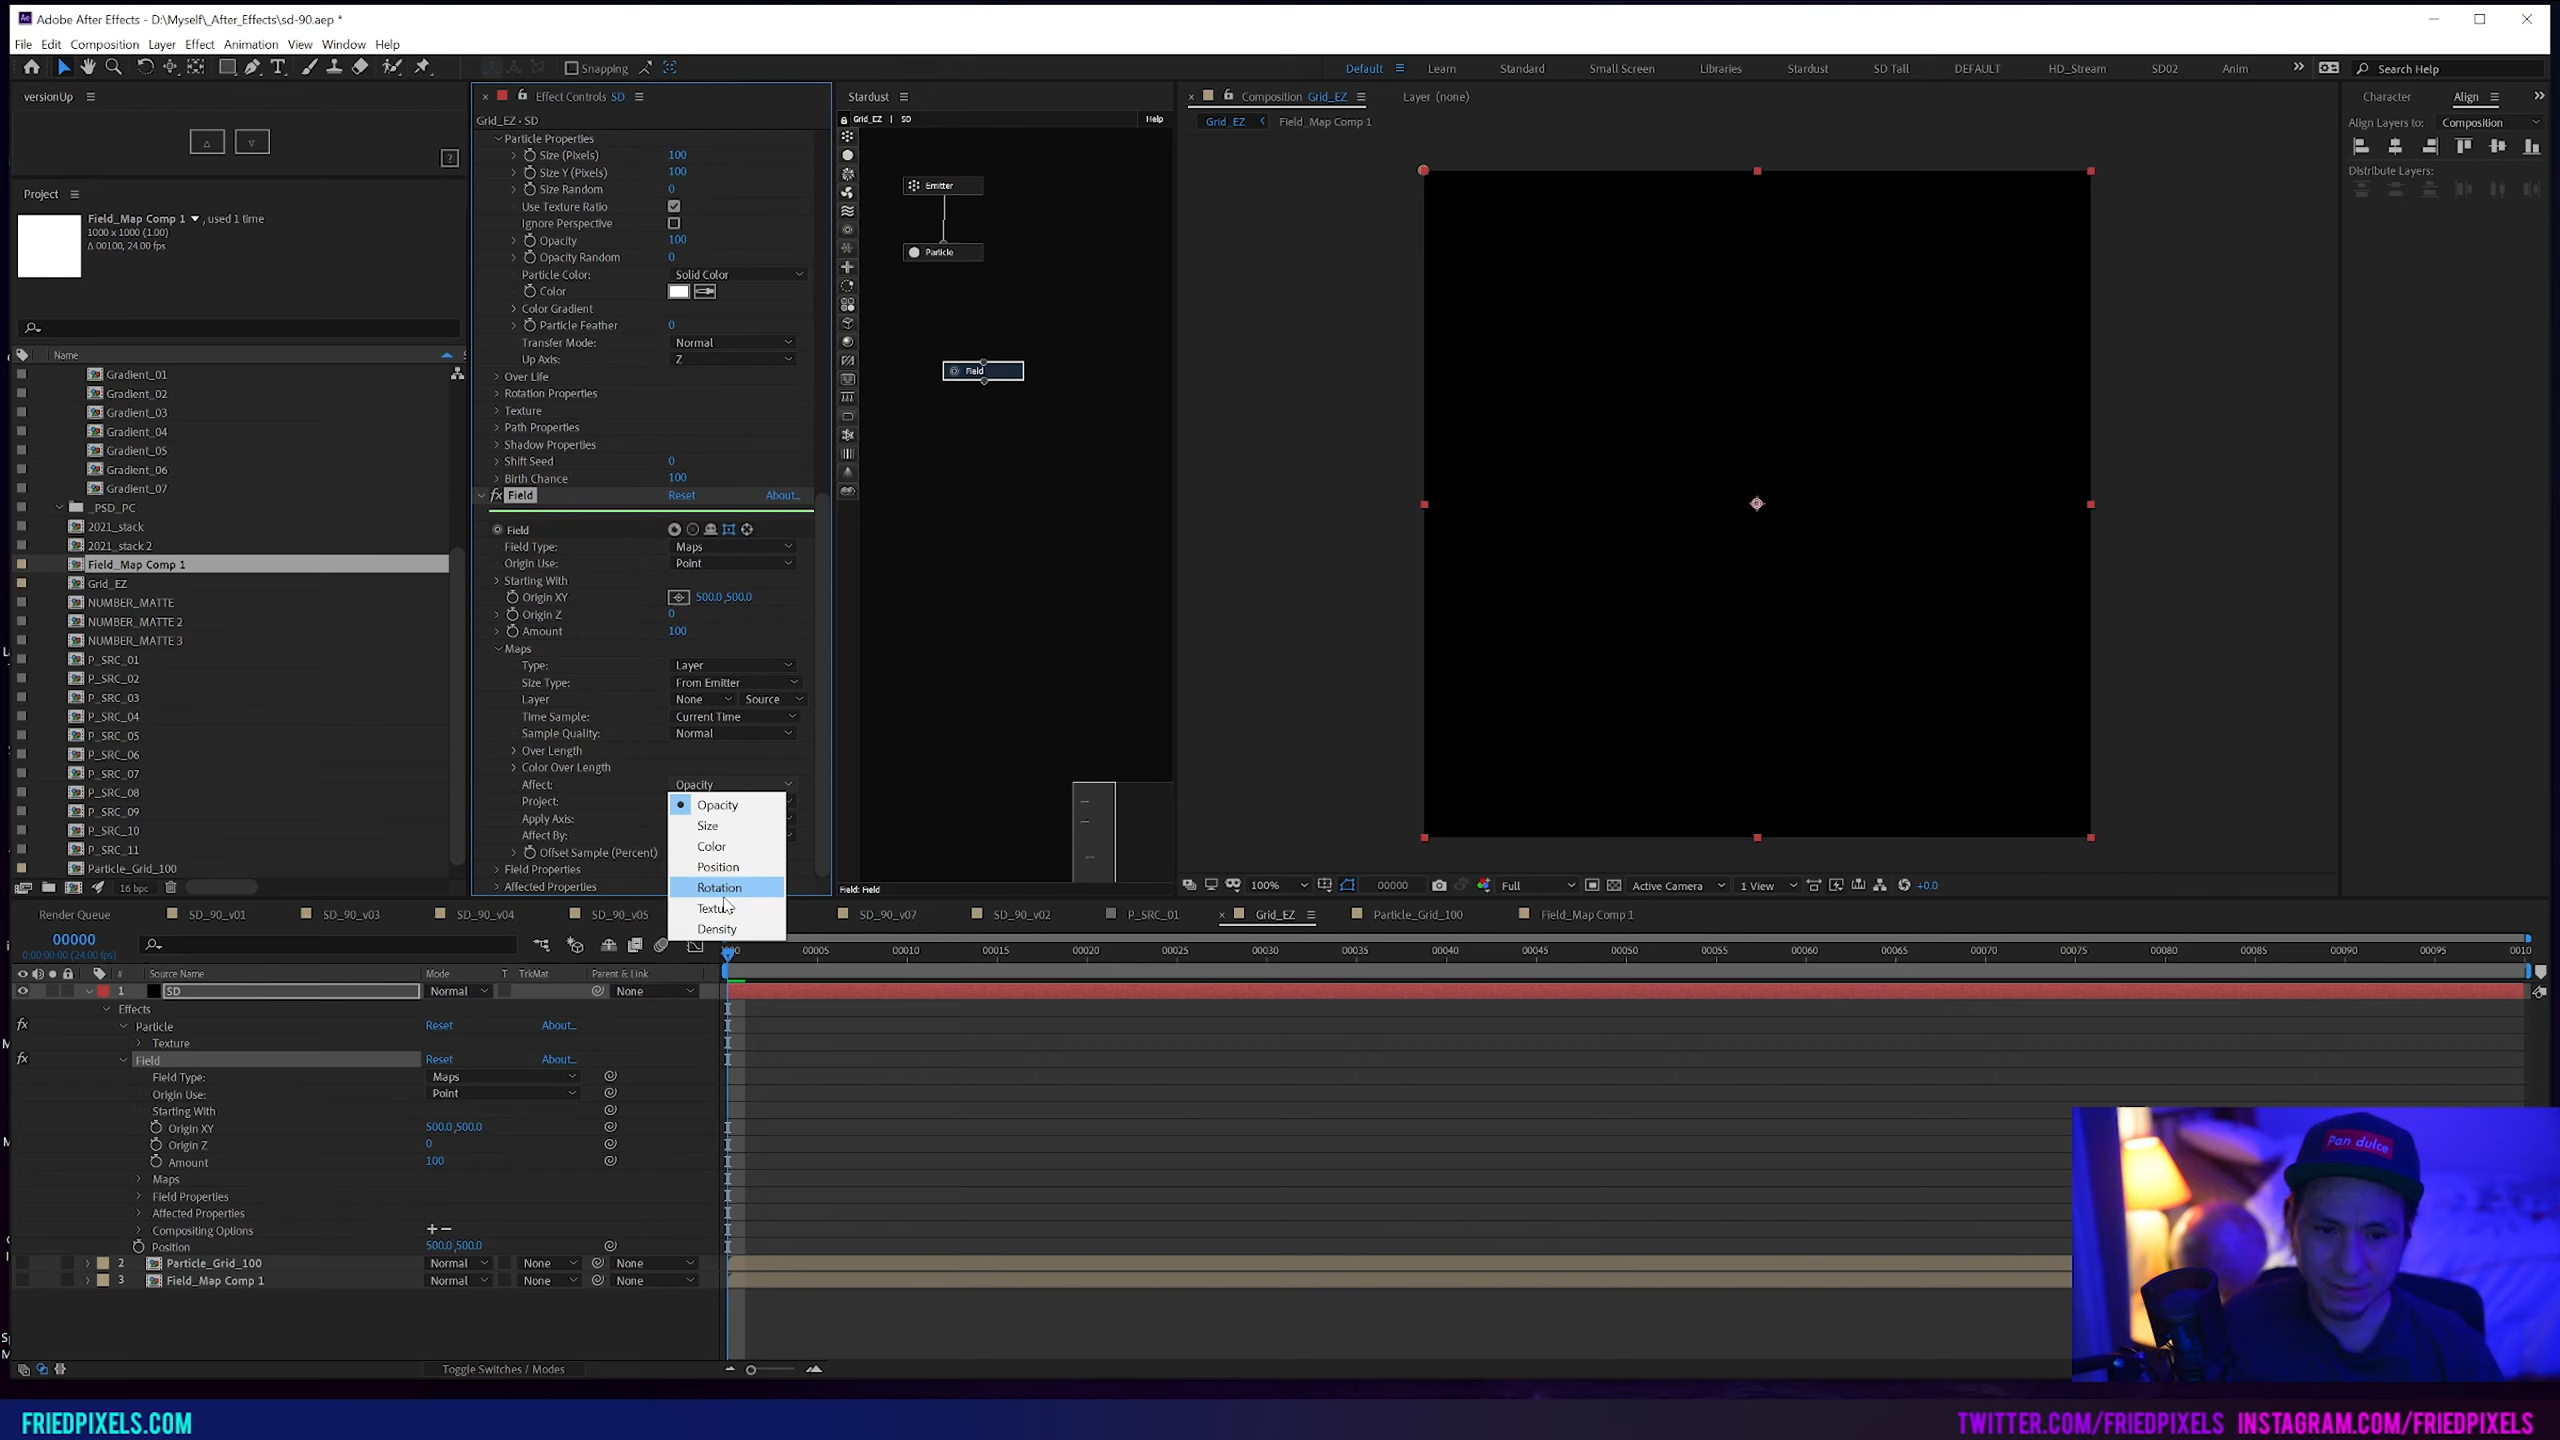 Adobe After Effects - D:\Myself\_After_Effects\sd-90.aep *
File Edit Composition Layer Effect Animation View Window Help
Snapping
Default Learn Standard Small Screen Libraries Stardust SD Tall DEFAULT HD_Stream SD02 Anim Search Help
versionUp
Project
Field_Map Comp 1 , used 1 time
1000 x 1000 (1.00)
Δ 00100, 24.00 fps
Name
Gradient_01
Gradient_02
Gradient_03
Gradient_04
Gradient_05
Gradient_06
Gradient_07
_PSD_PC
2021_stack
2021_stack 2
Field_Map Comp 1
Grid_EZ
NUMBER_MATTE
NUMBER_MATTE 2
NUMBER_MATTE 3
P_SRC_01
P_SRC_02
P_SRC_03
P_SRC_04
P_SRC_05
P_SRC_06
P_SRC_07
P_SRC_08
P_SRC_09
P_SRC_10
P_SRC_11
Particle_Grid_100
16 bpc
Effect Controls SD
Grid_EZ • SD
Particle Properties
Size (Pixels) 100
Size Y (Pixels) 100
Size Random 0
Use Texture Ratio
Ignore Perspective
Opacity 100
Opacity Random 0
Particle Color: Solid Color
Color
Color Gradient
Particle Feather 0
Transfer Mode: Normal
Up Axis: Z
Over Life
Rotation Properties
Texture
Path Properties
Shadow Properties
Shift Seed 0
Birth Chance 100
fx Field Reset About...
Field
Field Type: Maps
Origin Use: Point
Starting With
Origin XY 500.0,500.0
Origin Z 0
Amount 100
Maps
Type: Layer
Size Type: From Emitter
Layer None Source
Time Sample: Current Time
Sample Quality: Normal
Over Length
Color Over Length
Affect: Opacity
Project:
Apply Axis:
Affect By:
Offset Sample (Percent)
Field Properties
Affected Properties
Opacity
Size
Color
Position
Rotation
Texture
Density
Stardust
Grid_EZ | SD Help
Emitter
Particle
Field
Field: Field
Composition Grid_EZ Layer (none)
Grid_EZ Field_Map Comp 1
100% 00000 Full Active Camera 1 View +0.0
Character Align
Align Layers to: Composition
Distribute Layers:
Render Queue SD_90_v01 SD_90_v03 SD_90_v04 SD_90_v05 SD_90_v07 SD_90_v02 P_SRC_01 Grid_EZ Particle_Grid_100 Field_Map Comp 1
00000
0:00:00:00 (24.00 fps)
00005 00010 00015 00020 00025 00030 00035 00040 00045 00050 00055 00060 00065 00070 00075 00080 00085 00090 00095 0010
# Source Name Mode T TrkMat Parent & Link
1 SD Normal None
Effects
fx Particle Reset About...
Texture
fx Field Reset About...
Field Type: Maps
Origin Use: Point
Starting With
Origin XY 500.0,500.0
Origin Z 0
Amount 100
Maps
Field Properties
Affected Properties
Compositing Options +−
Position 500.0,500.0
2 Particle_Grid_100 Normal None None
3 Field_Map Comp 1 Normal None None
Toggle Switches / Modes
Pan dulce
FRIEDPIXELS.COM
TWITTER.COM/FRIEDPIXELS INSTAGRAM.COM/FRIEDPIXELS